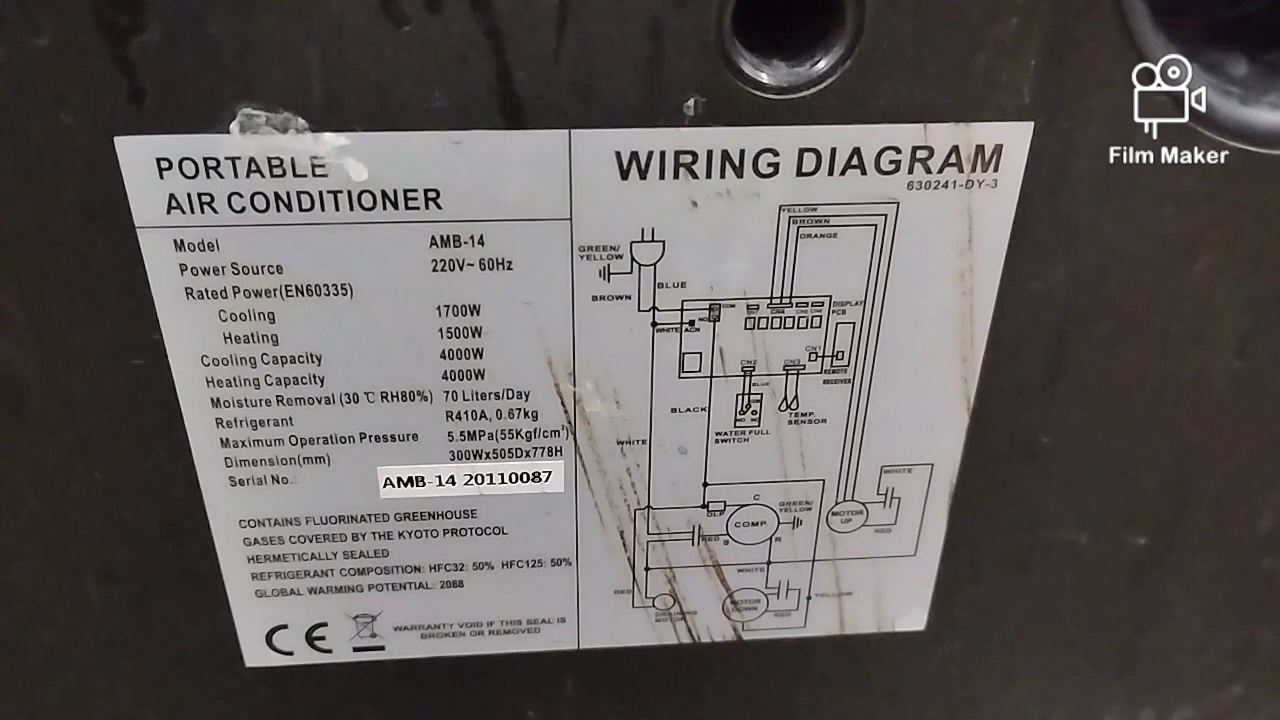 PORTABLE
AIR CONDITIONER
Model AMB-14
Power Source 220V~ 60Hz
Rated Power(EN60335)
Cooling 1700W
Heating 1500W
Cooling Capacity 4000W
Heating Capacity 4000W
Moisture Removal (30 ℃ RH80%) 70 Liters/Day
Refrigerant R410A, 0.67kg
Maximum Operation Pressure 5.5MPa(55Kgf/cm²)
Dimension(mm) 300Wx505Dx778H
Serial No.: AMB-14 20110087
CONTAINS FLUORINATED GREENHOUSE
GASES COVERED BY THE KYOTO PROTOCOL
HERMETICALLY SEALED
REFRIGERANT COMPOSITION: HFC32: 50% HFC125: 50%
GLOBAL WARMING POTENTIAL: 2088
CE
WARRANTY VOID IF THIS SEAL IS
BROKEN OR REMOVED
WIRING DIAGRAM
630241-DY-3
YELLOW
BROWN
ORANGE
GREEN/
YELLOW
BLUE
BROWN
COM
CN4
DISPLAY
PCB
NO
WHITE ACN
CN1
CN2
CN3
REMOTE
RECEIVER
BLUE
BLACK
TEMP.
SENSOR
WATER FULL
SWITCH
WHITE
WHITE
C
GREEN/
YELLOW
OLP
COMP.
MOTOR
UP
RED
RED
S
R
WHITE
RED
YELLOW
MOTOR
DOWN
RED
MOTOR
Film Maker